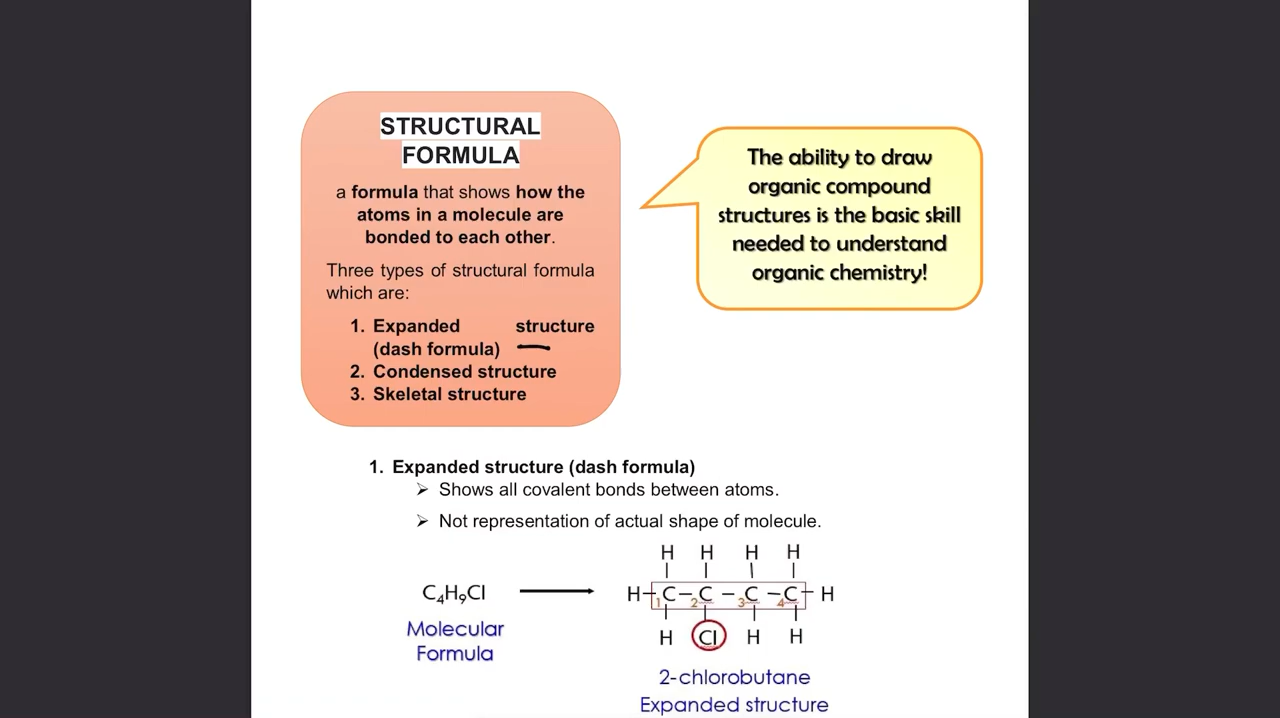 STRUCTURAL
FORMULA
a formula that shows how the
atoms in a molecule are
bonded to each other.
Three types of structural formula
which are:
1. Expanded structure
(dash formula)
2. Condensed structure
3. Skeletal structure
The ability to draw
organic compound
structures is the basic skill
needed to understand
organic chemistry!
1. Expanded structure (dash formula)
➢ Shows all covalent bonds between atoms.
➢ Not representation of actual shape of molecule.
C₄H₉Cl
Molecular
Formula
H H H H
H-C-C-C-C-H
1 2 3 4
H Cl H H
2-chlorobutane
Expanded structure